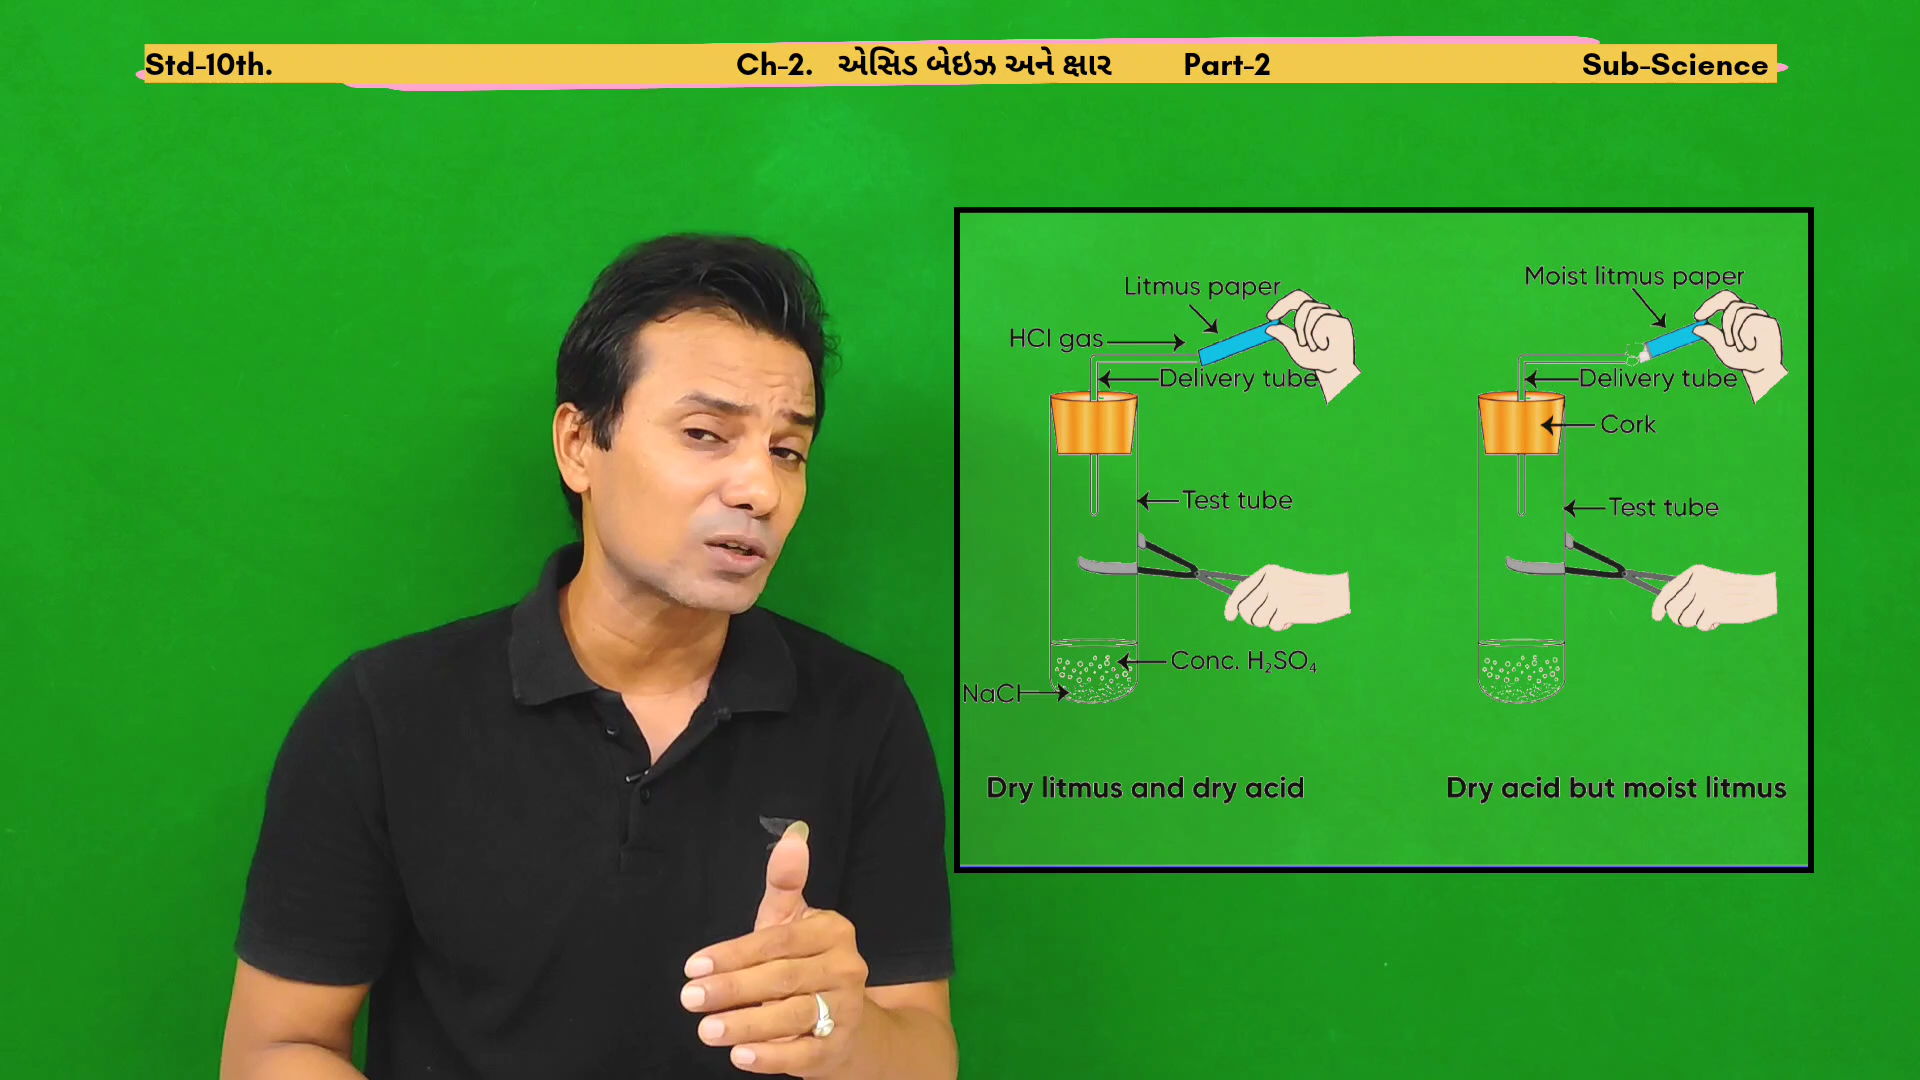 Std-10th. Ch-2. એસિડ બેઇઝ અને ક્ષાર Part-2 Sub-Science
Litmus paper
HCl gas
Delivery tube
Test tube
Conc. H₂SO₄
NaCl
Dry litmus and dry acid
Moist litmus paper
Delivery tube
Cork
Test tube
Dry acid but moist litmus